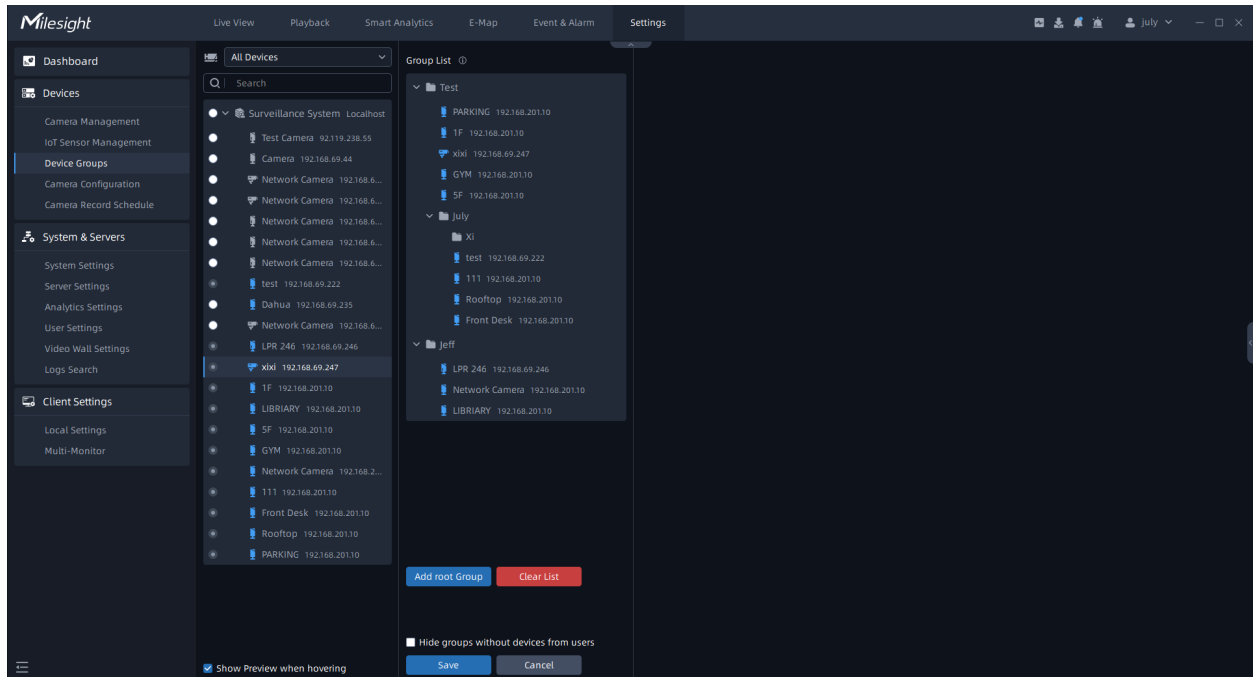 Milesight
Live View Playback Smart Analytics E-Map Event & Alarm Settings
july
Dashboard
Devices
Camera Management
IoT Sensor Management
Device Groups
Camera Configuration
Camera Record Schedule
System & Servers
System Settings
Server Settings
Analytics Settings
User Settings
Video Wall Settings
Logs Search
Client Settings
Local Settings
Multi-Monitor
All Devices
Search
Surveillance System Localhost
Test Camera 92.119.238.55
Camera 192.168.69.44
Network Camera 192.168.6...
Network Camera 192.168.6...
Network Camera 192.168.6...
Network Camera 192.168.6...
Network Camera 192.168.6...
test 192.168.69.222
Dahua 192.168.69.235
Network Camera 192.168.6...
LPR 246 192.168.69.246
xixi 192.168.69.247
1F 192.168.201.10
LIBRIARY 192.168.201.10
5F 192.168.201.10
GYM 192.168.201.10
Network Camera 192.168.2...
111 192.168.201.10
Front Desk 192.168.201.10
Rooftop 192.168.201.10
PARKING 192.168.201.10
Show Preview when hovering
Group List
Test
PARKING 192.168.201.10
1F 192.168.201.10
xixi 192.168.69.247
GYM 192.168.201.10
5F 192.168.201.10
July
Xi
test 192.168.69.222
111 192.168.201.10
Rooftop 192.168.201.10
Front Desk 192.168.201.10
Jeff
LPR 246 192.168.69.246
Network Camera 192.168.201.10
LIBRIARY 192.168.201.10
Add root Group Clear List
Hide groups without devices from users
Save Cancel